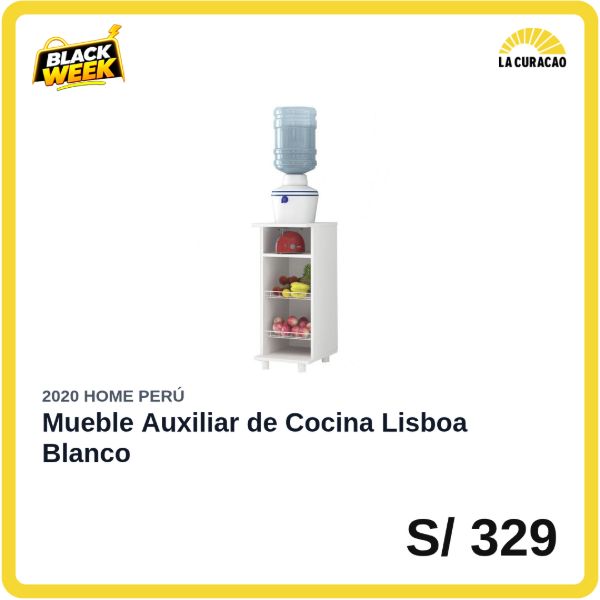 BLACK
WEEK
LA CURACAO
2020 HOME PERÚ
Mueble Auxiliar de Cocina Lisboa
Blanco
S/ 329